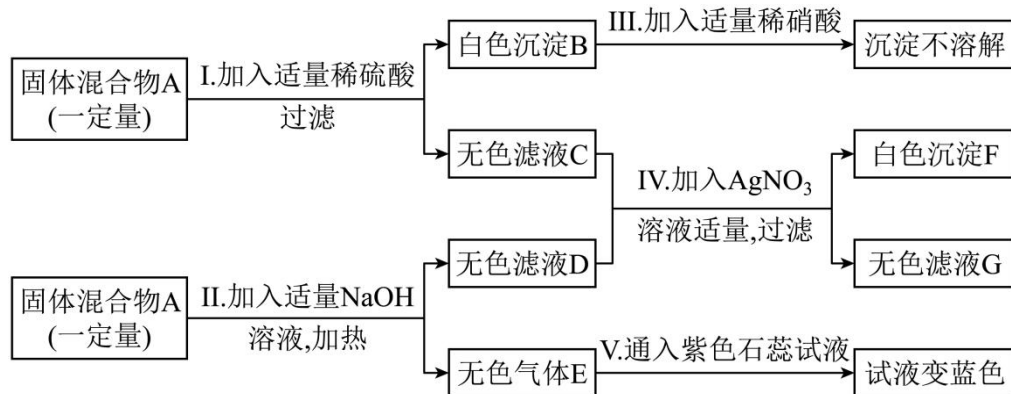 固体混合物A
(一定量)
I.加入适量稀硫酸
过滤
白色沉淀B
III.加入适量稀硝酸
沉淀不溶解
无色滤液C
IV.加入AgNO₃
溶液适量,过滤
白色沉淀F
无色滤液D
无色滤液G
固体混合物A
(一定量)
II.加入适量NaOH
溶液,加热
无色气体E
V.通入紫色石蕊试液
试液变蓝色